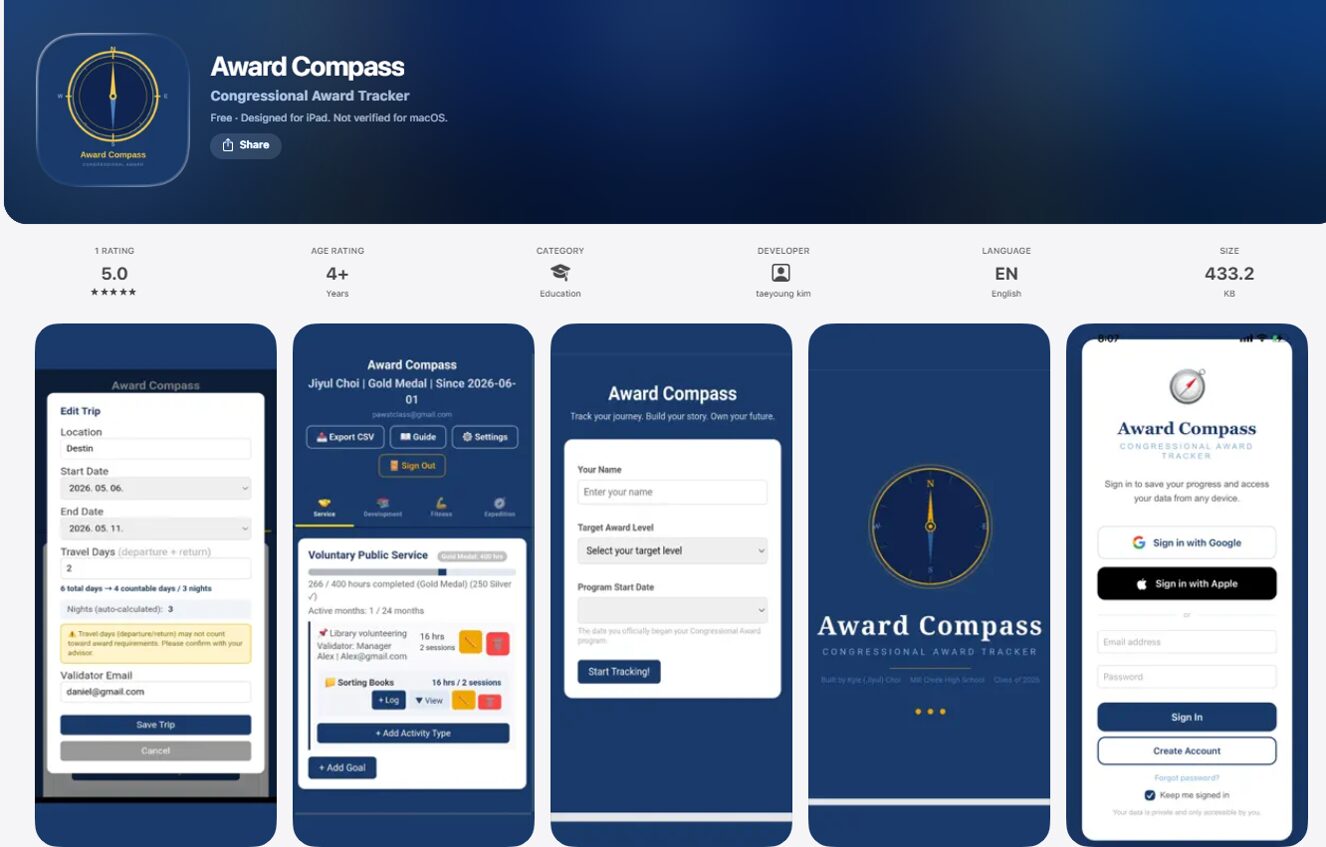 N
W
E
S
Award Compass
CONGRESSIONAL AWARD
Award Compass
Congressional Award Tracker
Free · Designed for iPad. Not verified for macOS.
Share
1 RATING
5.0
★★★★★
AGE RATING
4+
Years
CATEGORY
Education
DEVELOPER
taeyoung kim
LANGUAGE
EN
English
SIZE
433.2
KB
Award Compass
Edit Trip
Location
Destin
Start Date
2026. 05. 06.
End Date
2026. 05. 11.
Travel Days (departure + return)
2
6 total days → 4 countable days / 3 nights
Nights (auto-calculated): 3
⚠️ Travel days (departure/return) may not count
toward award requirements. Please confirm with your
advisor.
Validator Email
daniel@gmail.com
Save Trip
Cancel
Award Compass
Jiyul Choi | Gold Medal | Since 2026-06-
01
pawstclass@gmail.com
Export CSV
Guide
Settings
Sign Out
Service
Development
Fitness
Expedition
Voluntary Public Service
Gold Medal: 400 hrs
266 / 400 hours completed (Gold Medal) (250 Silver
✓)
Active months: 1 / 24 months
Library volunteering
Validator: Manager
Alex | Alex@gmail.com
16 hrs
2 sessions
Sorting Books
16 hrs / 2 sessions
+ Log
▼ View
+ Add Activity Type
+ Add Goal
Award Compass
Track your journey. Build your story. Own your future.
Your Name
Enter your name
Target Award Level
Select your target level
Program Start Date
The date you officially began your Congressional Award
program
Start Tracking!
N
W
E
S
Award Compass
CONGRESSIONAL AWARD TRACKER
Built by Kyle (Jiyul) Choi Mill Creek High School Class of 2026
8:07
Award Compass
CONGRESSIONAL AWARD
TRACKER
Sign in to save your progress and access
your data from any device.
Sign in with Google
Sign in with Apple
or
Email address
Password
Sign In
Create Account
Forgot password?
Keep me signed in
Your data is private and only accessible by you.